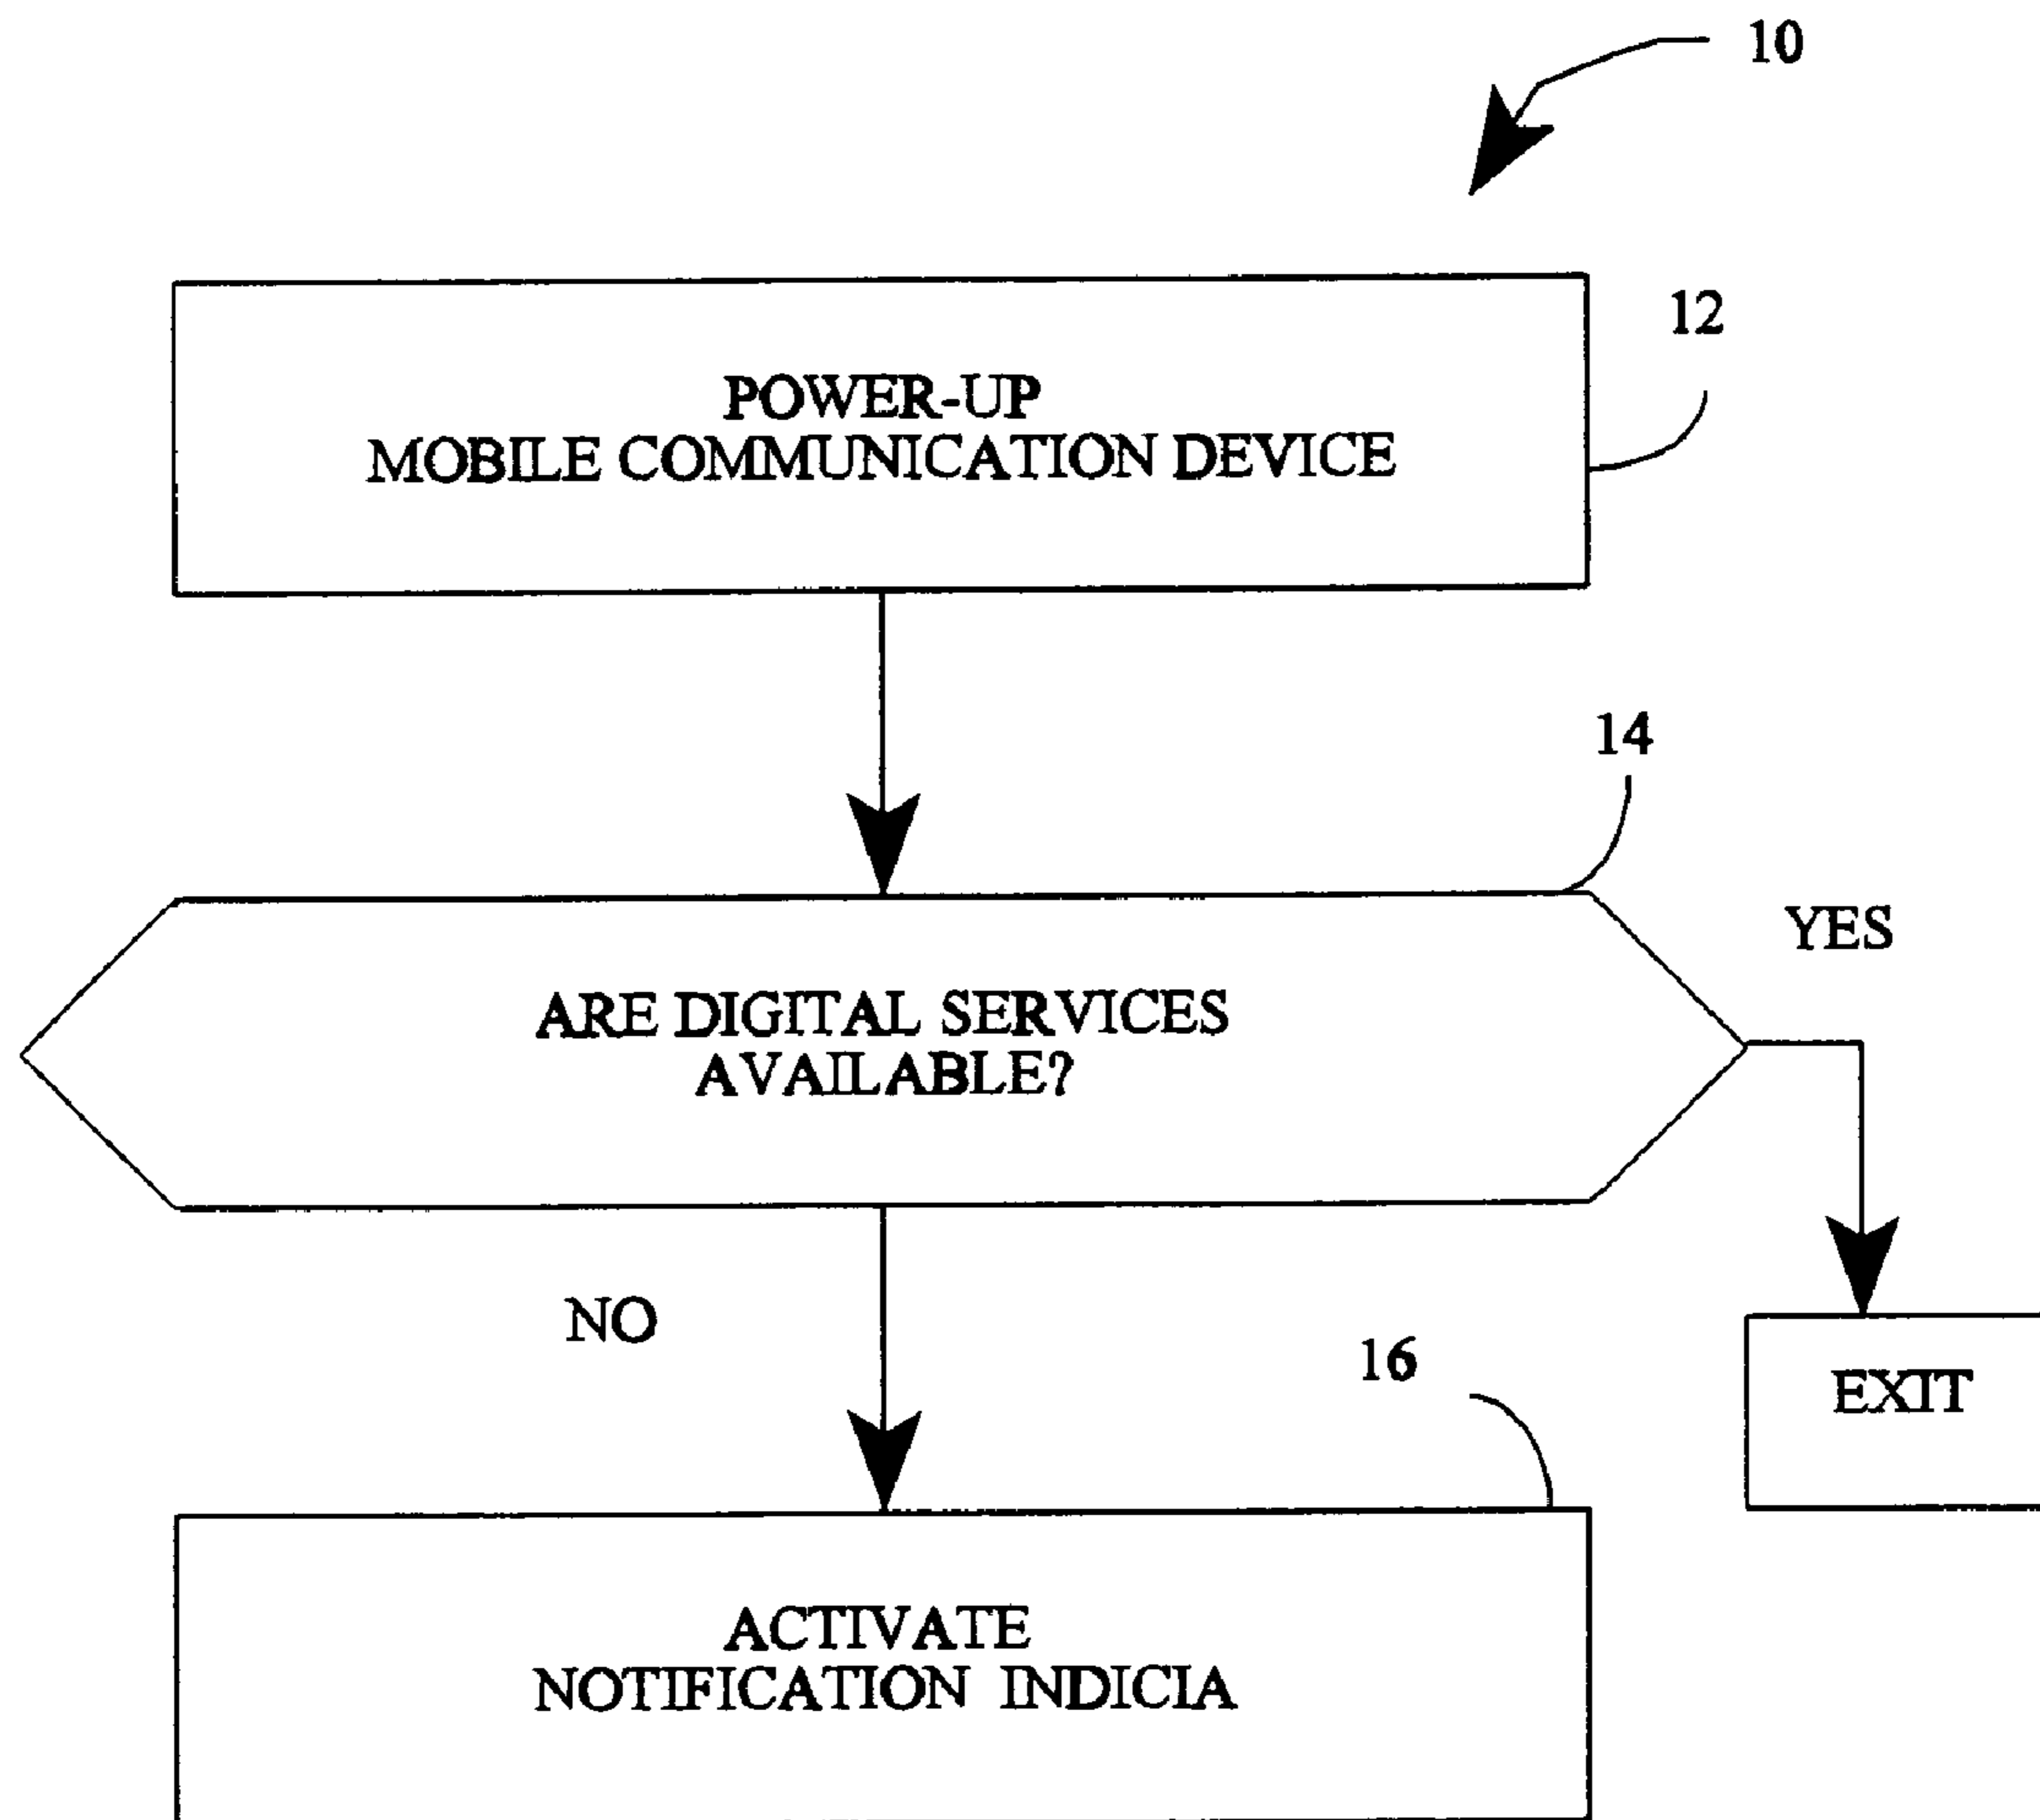 10
12
POWER-UP
MOBILE COMMUNICATION DEVICE
14
YES
ARE DIGITAL SERVICES
AVAILABLE?
NO
16
EXIT
ACTIVATE
NOTIFICATION INDICIA